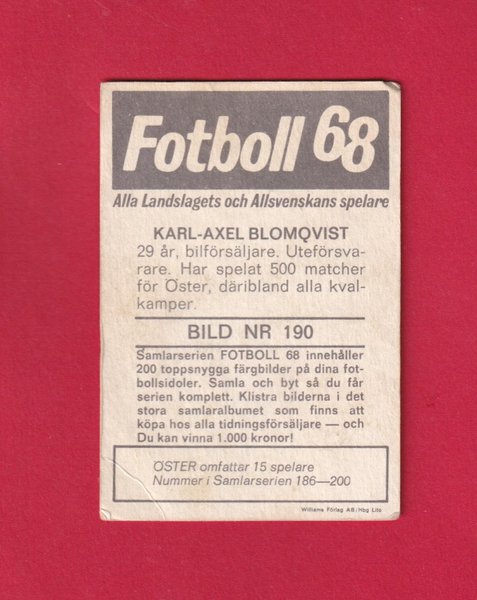 Fotboll 68
Alla Landslagets och Allsvenskans spelare
KARL-AXEL BLOMQVIST
29 år, bilförsäljare. Uteförsva-
rare. Har spelat 500 matcher
för Öster, däribland alla kval-
kamper.
BILD NR 190
Samlarserien FOTBOLL 68 innehåller
200 toppsnygga färgbilder på dina fot-
bollsidoler. Samla och byt så du får
serien komplett. Klistra bilderna i det
stora samlaralbumet som finns att
köpa hos alla tidningsförsäljare — och
Du kan vinna 1.000 kronor!
ÖSTER omfattar 15 spelare
Nummer i Samlarserien 186—200
Williams Förlag AB/Hbg Lito